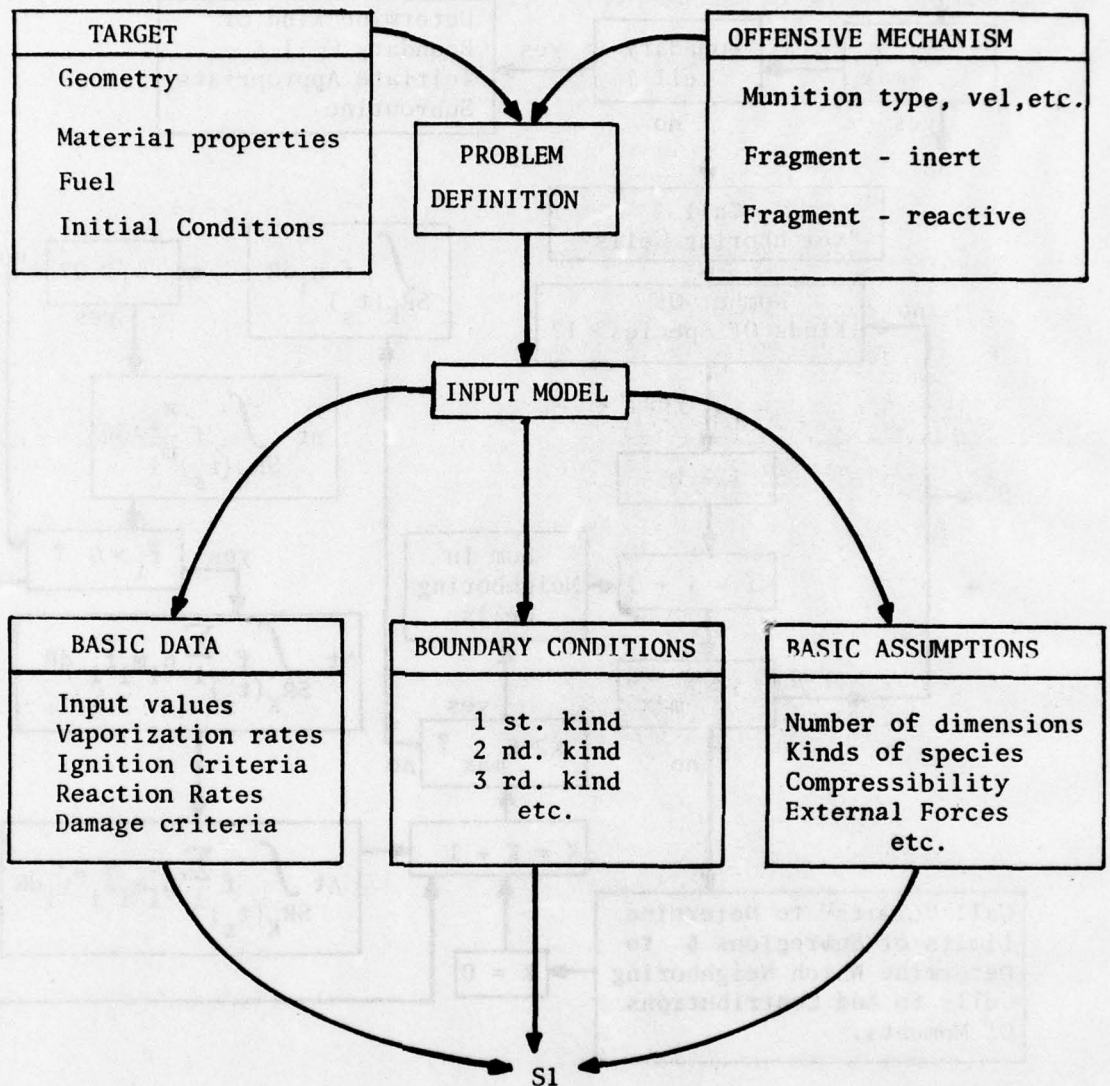 TARGET
Geometry
Material properties
Fuel
Initial Conditions
OFFENSIVE MECHANISM
Munition type, vel,etc.
Fragment - inert
Fragment - reactive
PROBLEM
DEFINITION
INPUT MODEL
BASIC DATA
Input values
Vaporization rates
Ignition Criteria
Reaction Rates
Damage criteria
BOUNDARY CONDITIONS
1 st. kind
2 nd. kind
3 rd. kind
etc.
BASIC ASSUMPTIONS
Number of dimensions
Kinds of species
Compressibility
External Forces
etc.
S1